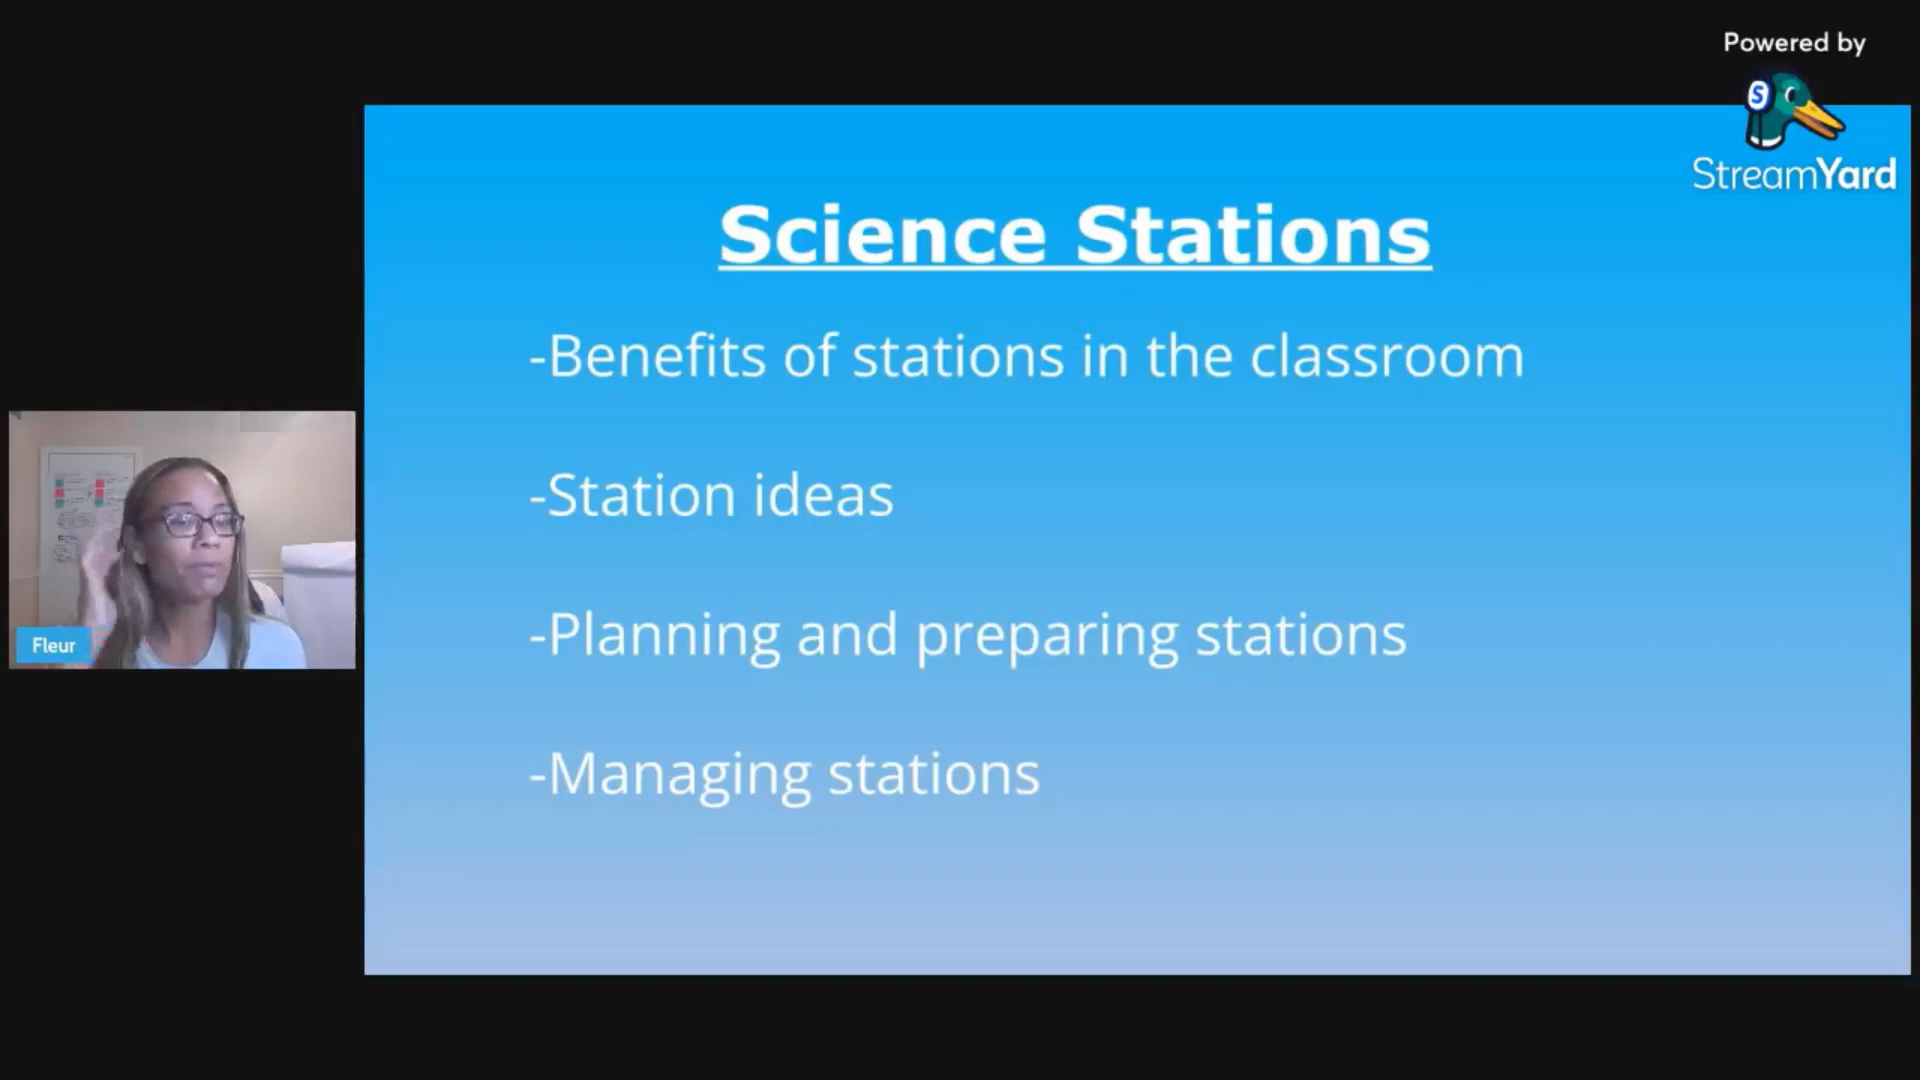 Powered by
S
StreamYard
Science Stations
-Benefits of stations in the classroom
-Station ideas
-Planning and preparing stations
-Managing stations
Fleur